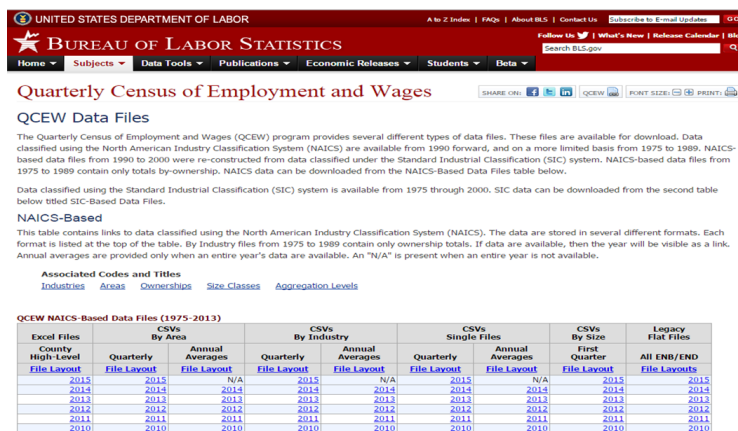 UNITED STATES DEPARTMENT OF LABOR
A to Z Index | FAQs | About BLS | Contact Us Subscribe to E-mail Updates GO
BUREAU OF LABOR STATISTICS
Follow Us | What's New | Release Calendar | Bl
Search BLS.gov
Home Subjects Data Tools Publications Economic Releases Students Beta
Quarterly Census of Employment and Wages
SHARE ON: QCEW FONT SIZE: PRINT:
QCEW Data Files
The Quarterly Census of Employment and Wages (QCEW) program provides several different types of data files. These files are available for download. Data
classified using the North American Industry Classification System (NAICS) are available from 1990 forward, and on a more limited basis from 1975 to 1989. NAICS-
based data files from 1990 to 2000 were re-constructed from data classified under the Standard Industrial Classification (SIC) system. NAICS-based data files from
1975 to 1989 contain only totals by-ownership. NAICS data can be downloaded from the NAICS-Based Data Files table below.
Data classified using the Standard Industrial Classification (SIC) system is available from 1975 through 2000. SIC data can be downloaded from the second table
below titled SIC-Based Data Files.
NAICS-Based
This table contains links to data classified using the North American Industry Classification System (NAICS). The data are stored in several different formats. Each
format is listed at the top of the table. By Industry files from 1975 to 1989 contain only ownership totals. If data are available, then the year will be visible as a link.
Annual averages are provided only when an entire year's data are available. An "N/A" is present when an entire year is not available.
Associated Codes and Titles
Industries Areas Ownerships Size Classes Aggregation Levels
QCEW NAICS-Based Data Files (1975-2013)
Excel Files CSVs By Area CSVs By Industry CSVs Single Files CSVs By Size Legacy Flat Files
County High-Level Quarterly Annual Averages Quarterly Annual Averages Quarterly Annual Averages First Quarter All ENB/END
File Layout File Layout File Layout File Layout File Layout File Layout File Layout File Layout File Layouts
2015 2015 N/A 2015 N/A 2015 N/A 2015 2015
2014 2014 2014 2014 2014 2014 2014 2014 2014
2013 2013 2013 2013 2013 2013 2013 2013 2013
2012 2012 2012 2012 2012 2012 2012 2012 2012
2011 2011 2011 2011 2011 2011 2011 2011 2011
2010 2010 2010 2010 2010 2010 2010 2010 2010